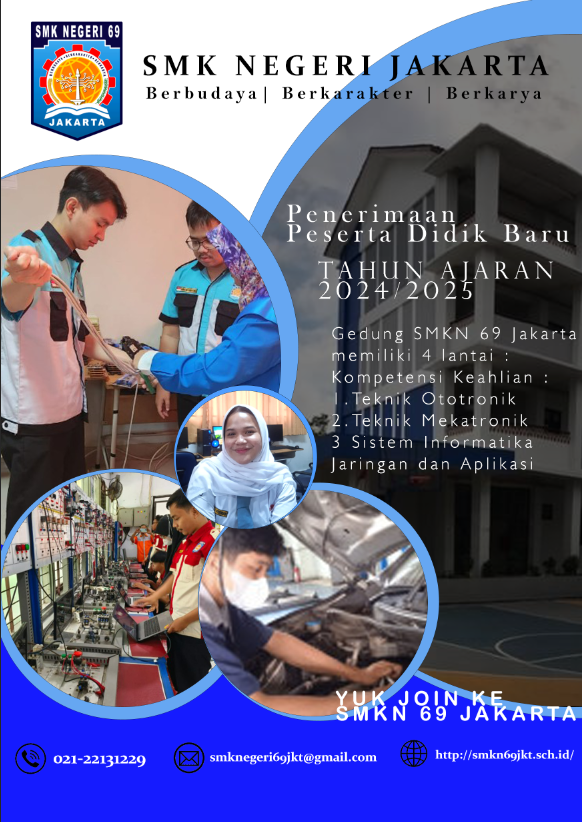 SMK NEGERI 69
JAKARTA
SMK NEGERI JAKARTA
Berbudaya| Berkarakter | Berkarya
Penerimaan
Peserta Didik Baru
TAHUN AJARAN
2024/2025
Gedung SMKN 69 Jakarta
memiliki 4 lantai :
Kompetensi Keahlian :
1.Teknik Ototronik
2.Teknik Mekatronik
3 Sistem Informatika
Jaringan dan Aplikasi
YUK JOIN KE
SMKN 69 JAKARTA
021-22131229
smknegeri69jkt@gmail.com
http://smkn69jkt.sch.id/